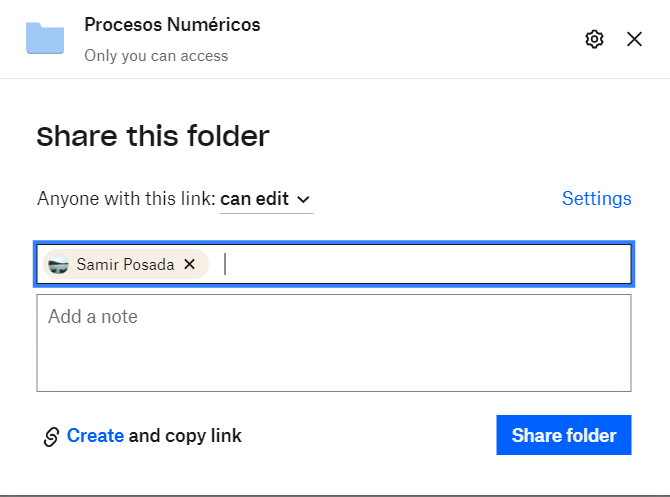 Procesos Numéricos
Only you can access
Share this folder
Anyone with this link: can edit
Settings
Samir Posada
Add a note
Create and copy link
Share folder